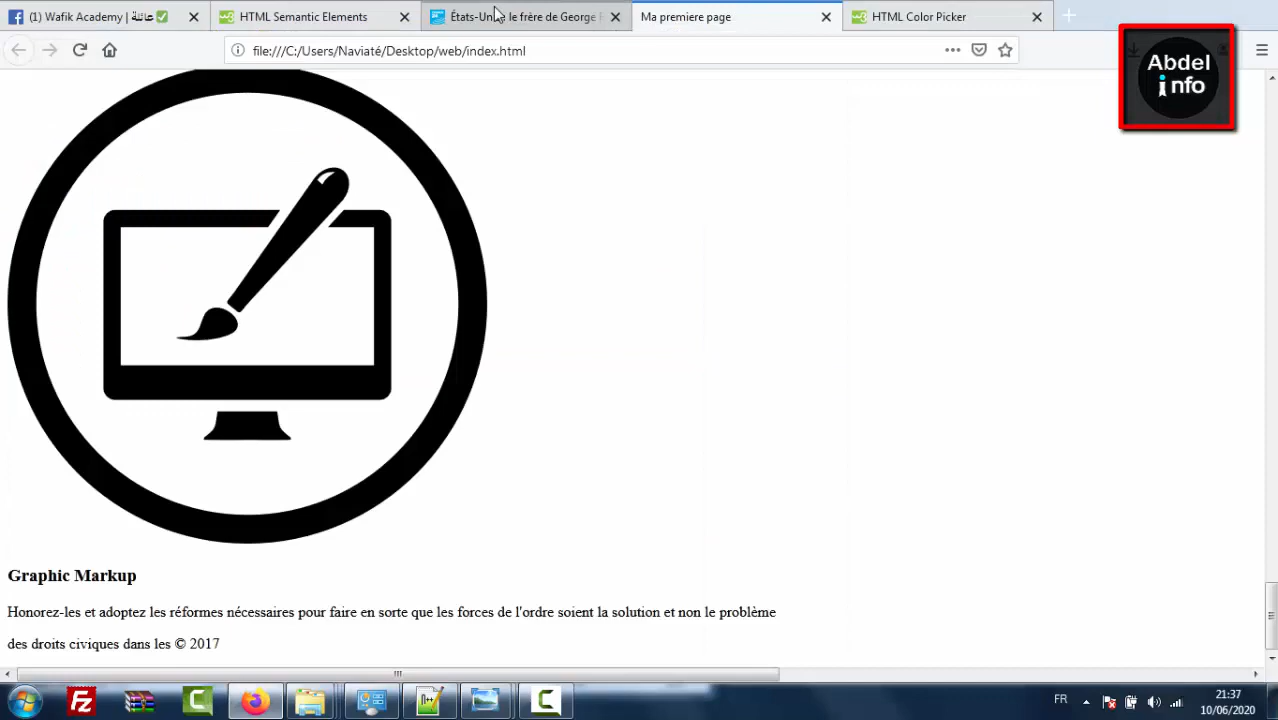 (1) Wafik Academy | عائلة ✅
HTML Semantic Elements
États-Unis le frère de George
Ma premiere page
HTML Color Picker
file:///C:/Users/Naviaté/Desktop/web/index.html
Abdel
info
Graphic Markup
Honorez-les et adoptez les réformes nécessaires pour faire en sorte que les forces de l'ordre soient la solution et non le problème
des droits civiques dans les © 2017
FR
21:37
10/06/2020